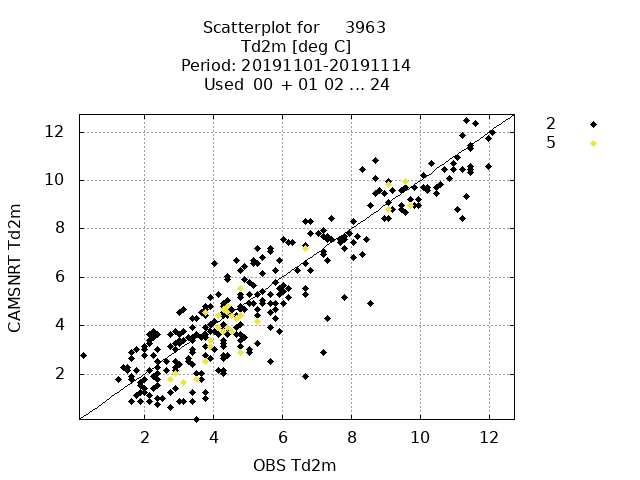 Scatterplot for 3963
Td2m [deg C]
Period: 20191101-20191114
Used 00 + 01 02 ... 24
2
5
12
10
8
6
4
2
CAMSNRT Td2m
2 4 6 8 10 12
OBS Td2m